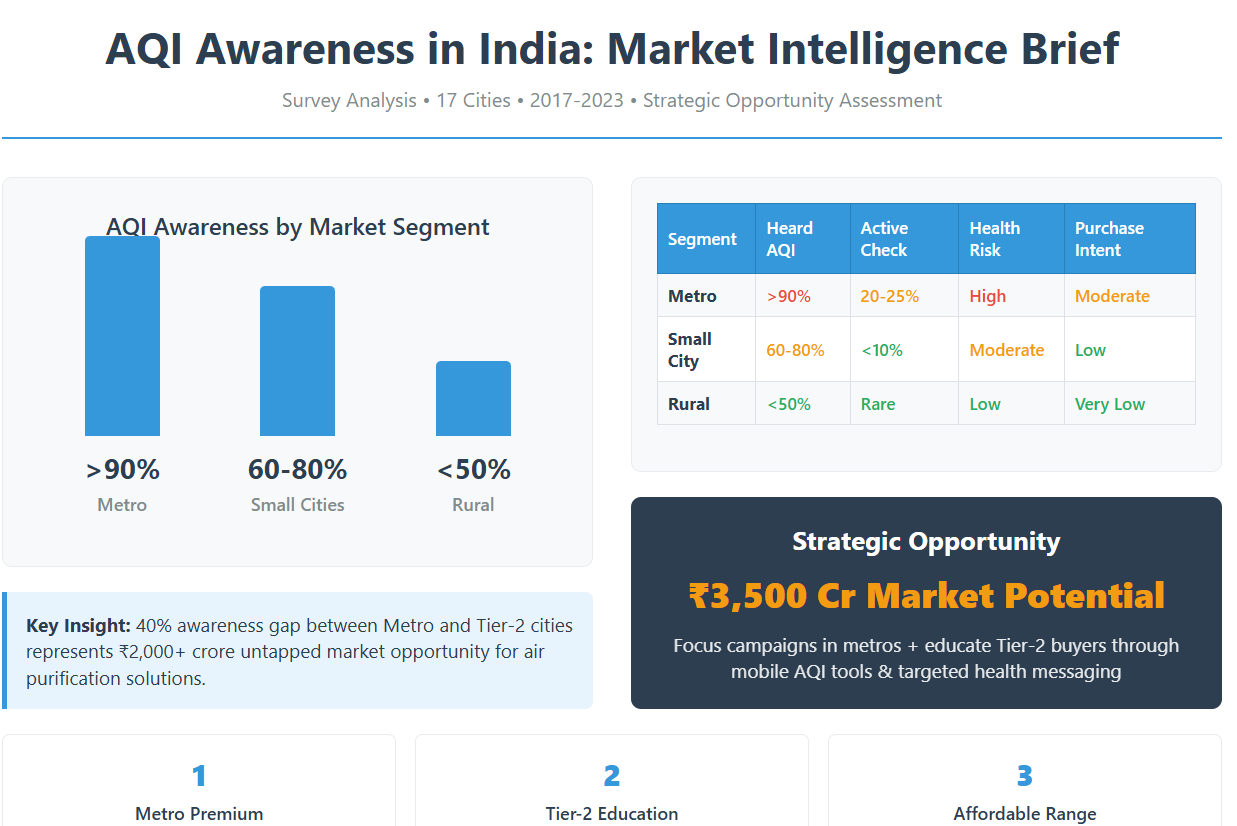 AQI Awareness in India: Market Intelligence Brief
Survey Analysis • 17 Cities • 2017-2023 • Strategic Opportunity Assessment
AQI Awareness by Market Segment
>90%
Metro
60-80%
Small Cities
<50%
Rural
Key Insight: 40% awareness gap between Metro and Tier-2 cities
represents ₹2,000+ crore untapped market opportunity for air
purification solutions.
Segment
Heard
AQI
Active
Check
Health
Risk
Purchase
Intent
Metro
>90%
20-25%
High
Moderate
Small
City
60-80%
<10%
Moderate
Low
Rural
<50%
Rare
Low
Very Low
Strategic Opportunity
₹3,500 Cr Market Potential
Focus campaigns in metros + educate Tier-2 buyers through
mobile AQI tools & targeted health messaging
1
Metro Premium
2
Tier-2 Education
3
Affordable Range